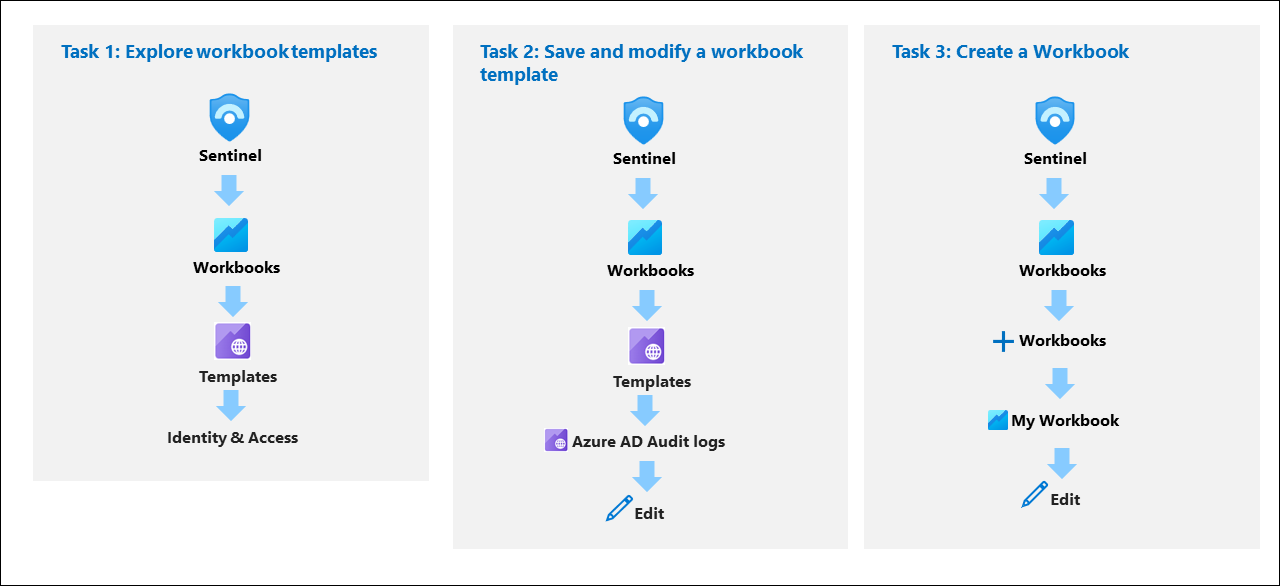 Task 1: Explore workbook templates
Sentinel
Workbooks
Templates
Identity & Access
Task 2: Save and modify a workbook
template
Sentinel
Workbooks
Templates
Azure AD Audit logs
Edit
Task 3: Create a Workbook
Sentinel
Workbooks
+ Workbooks
My Workbook
Edit